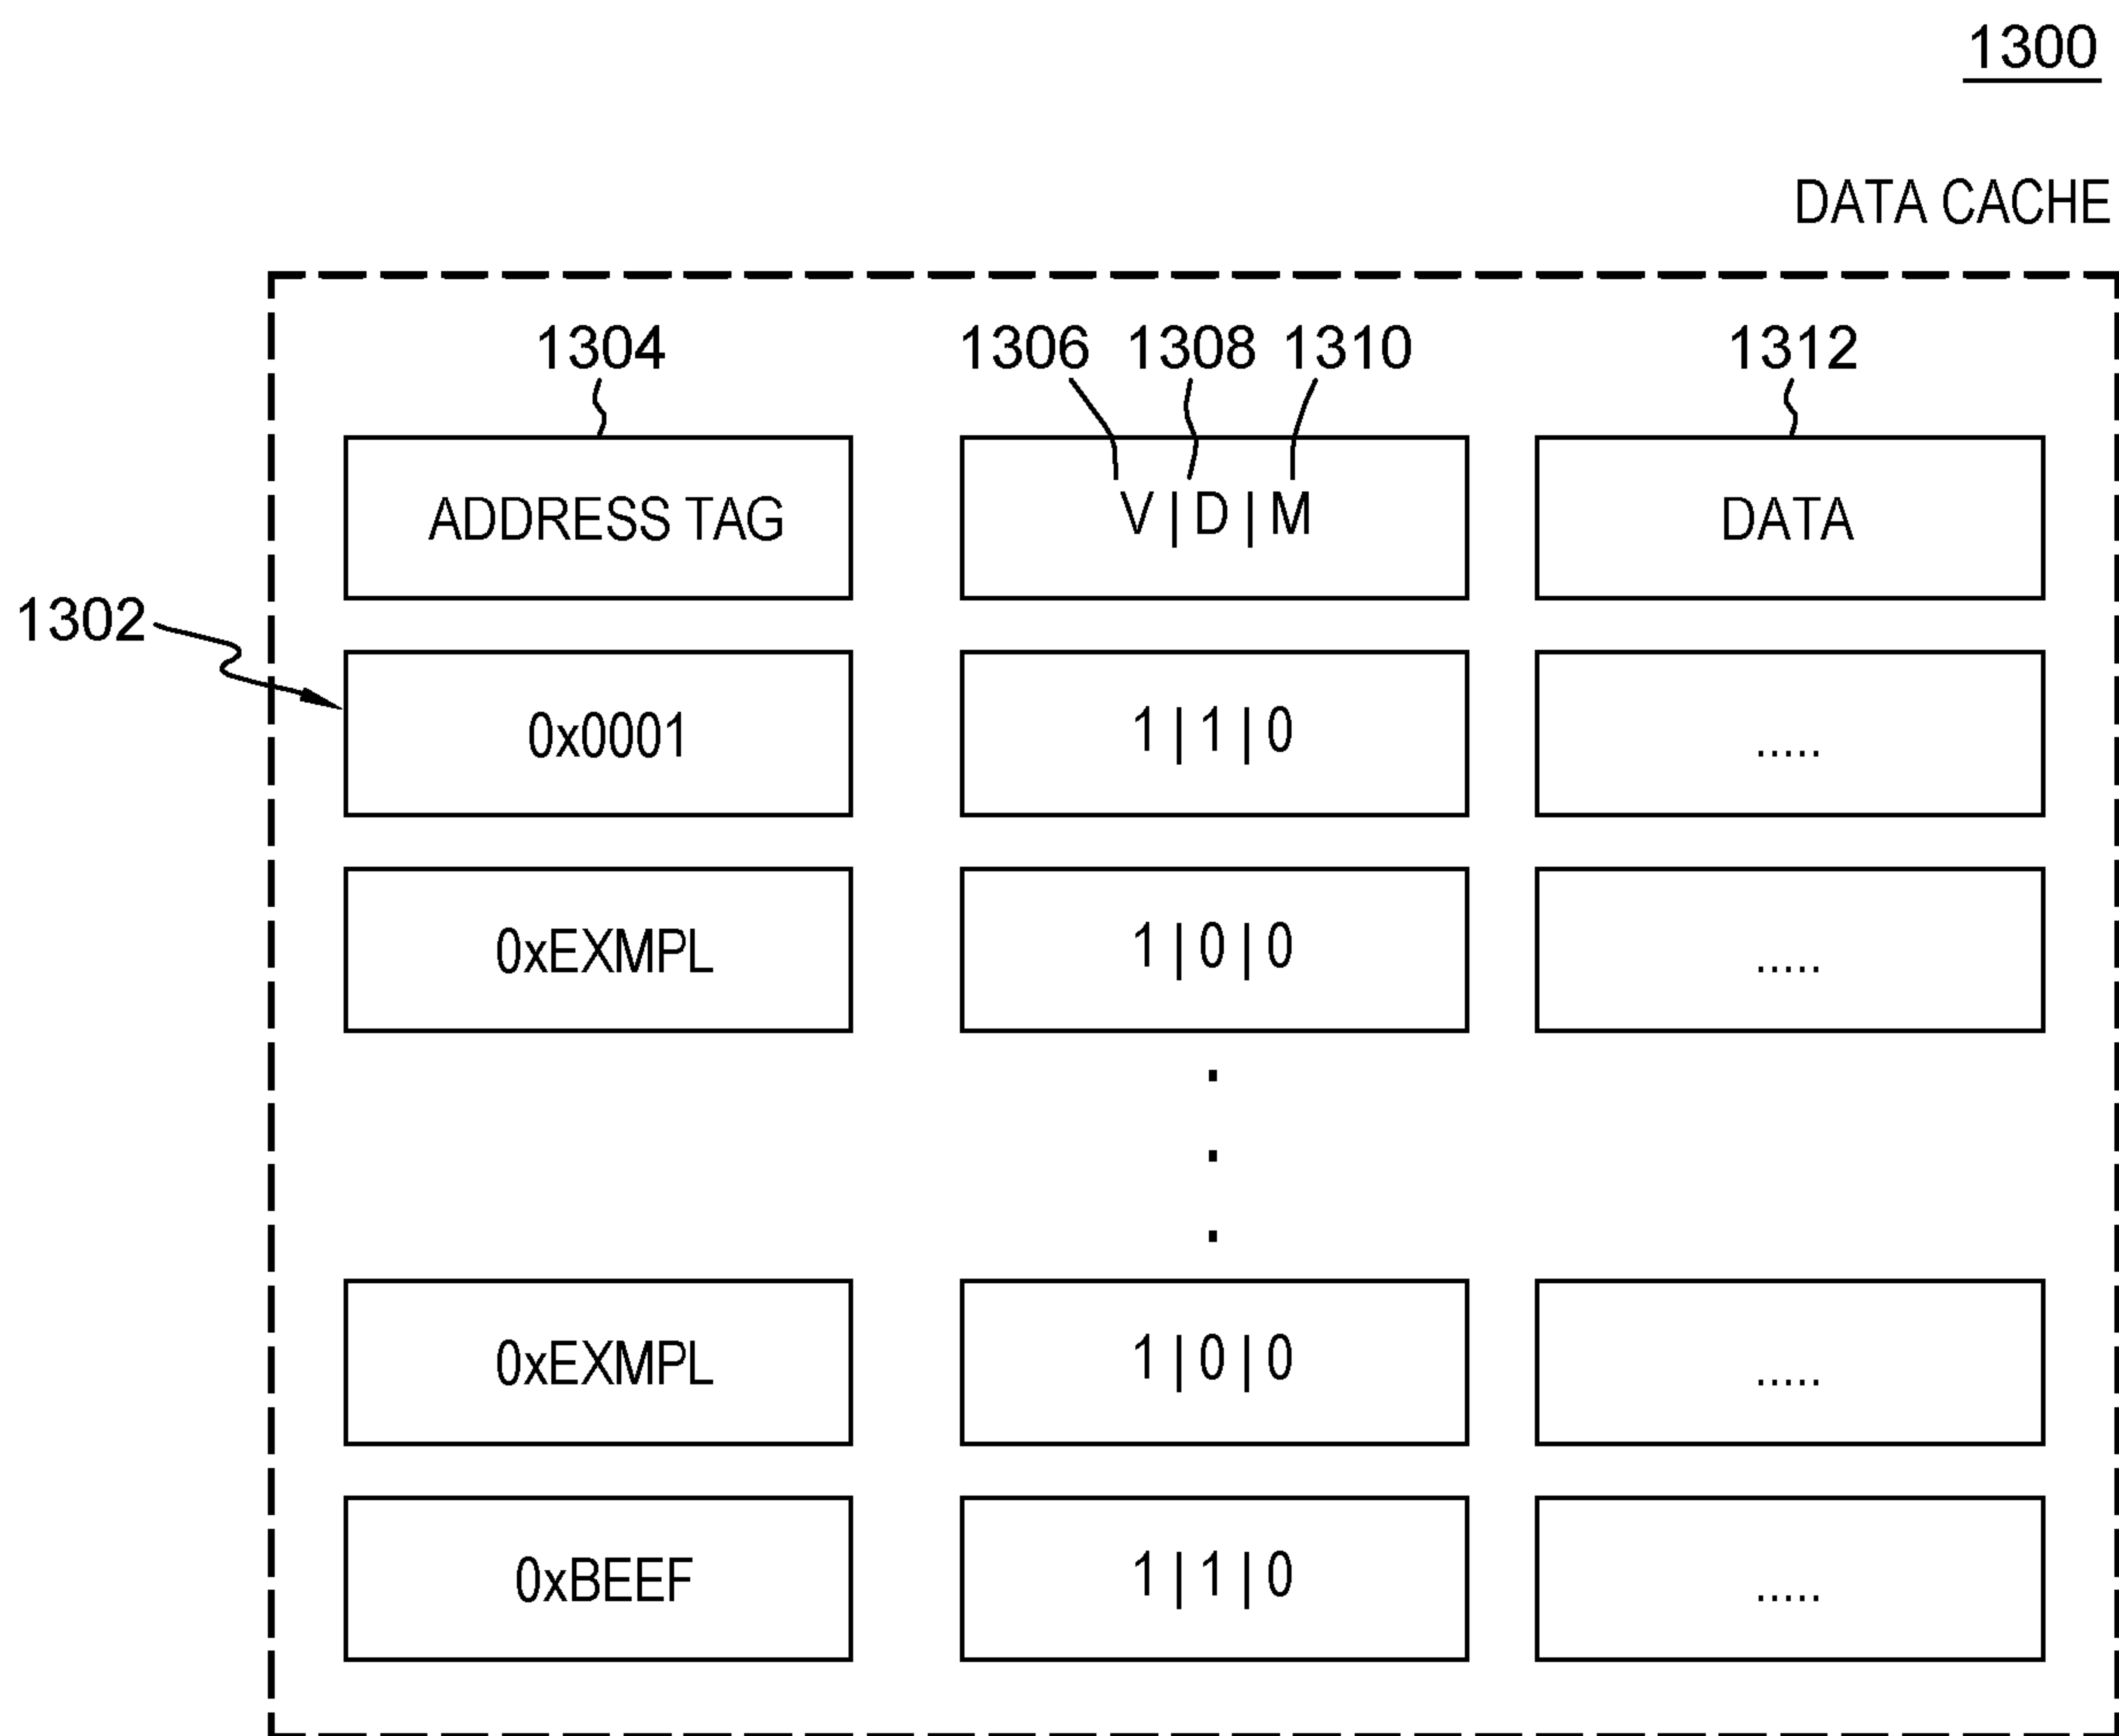 1300
DATA CACHE
1304 1306 1308 1310 1312
ADDRESS TAG V | D | M DATA
1302
0x0001 1 | 1 | 0 .....
0xEXMPL 1 | 0 | 0 .....
0xEXMPL 1 | 0 | 0 .....
0xBEEF 1 | 1 | 0 .....